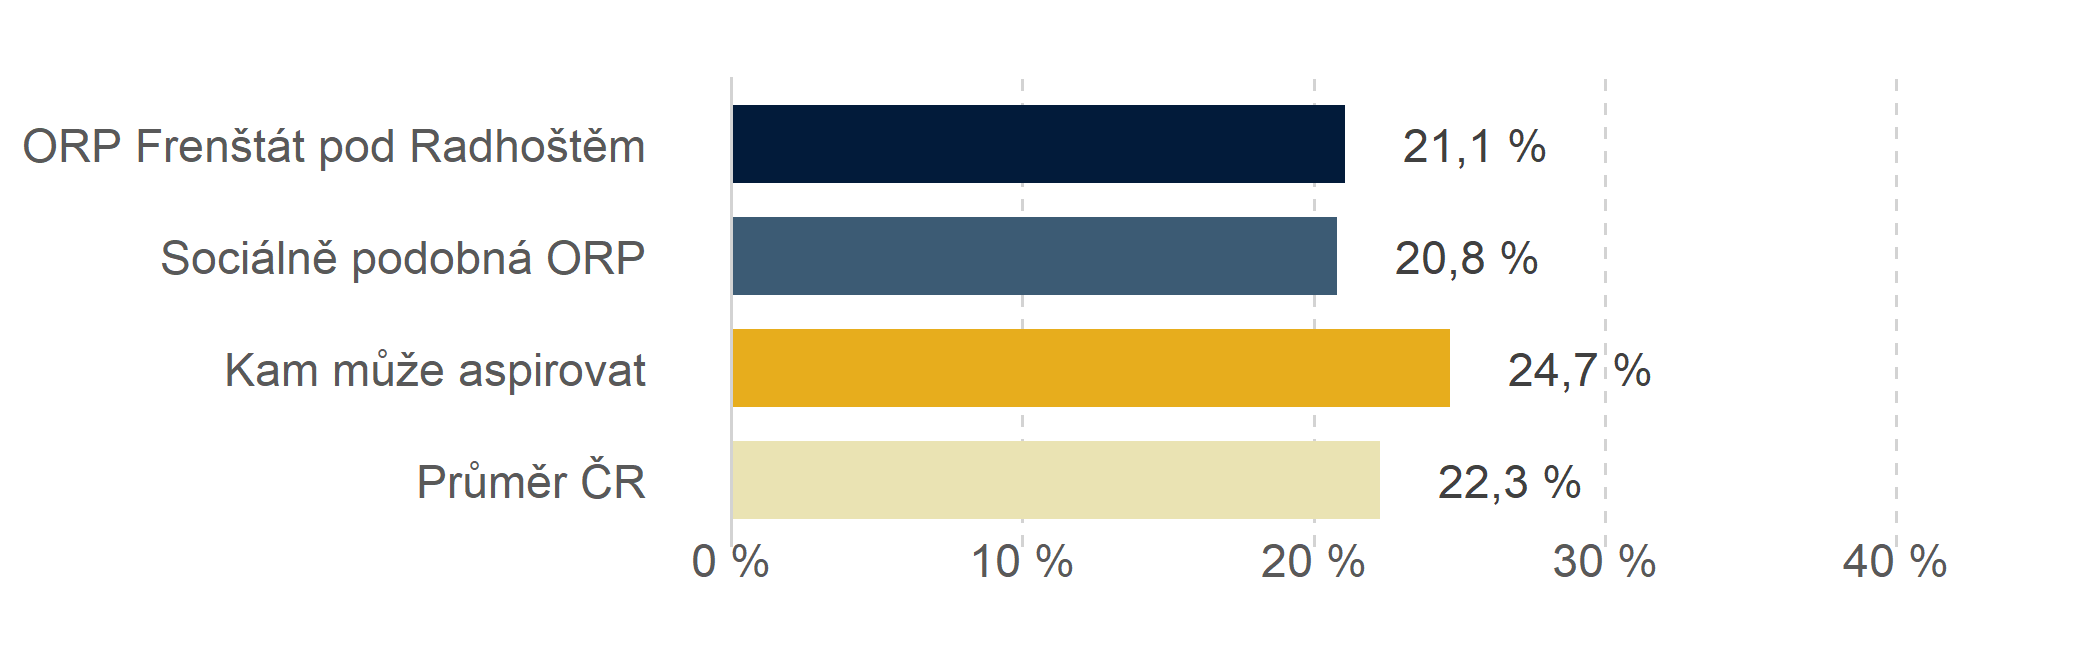 ORP Frenštát pod Radhoštěm 21,1 %
Sociálně podobná ORP 20,8 %
Kam může aspirovat 24,7 %
Průměr ČR 22,3 %
0 % 10 % 20 % 30 % 40 %